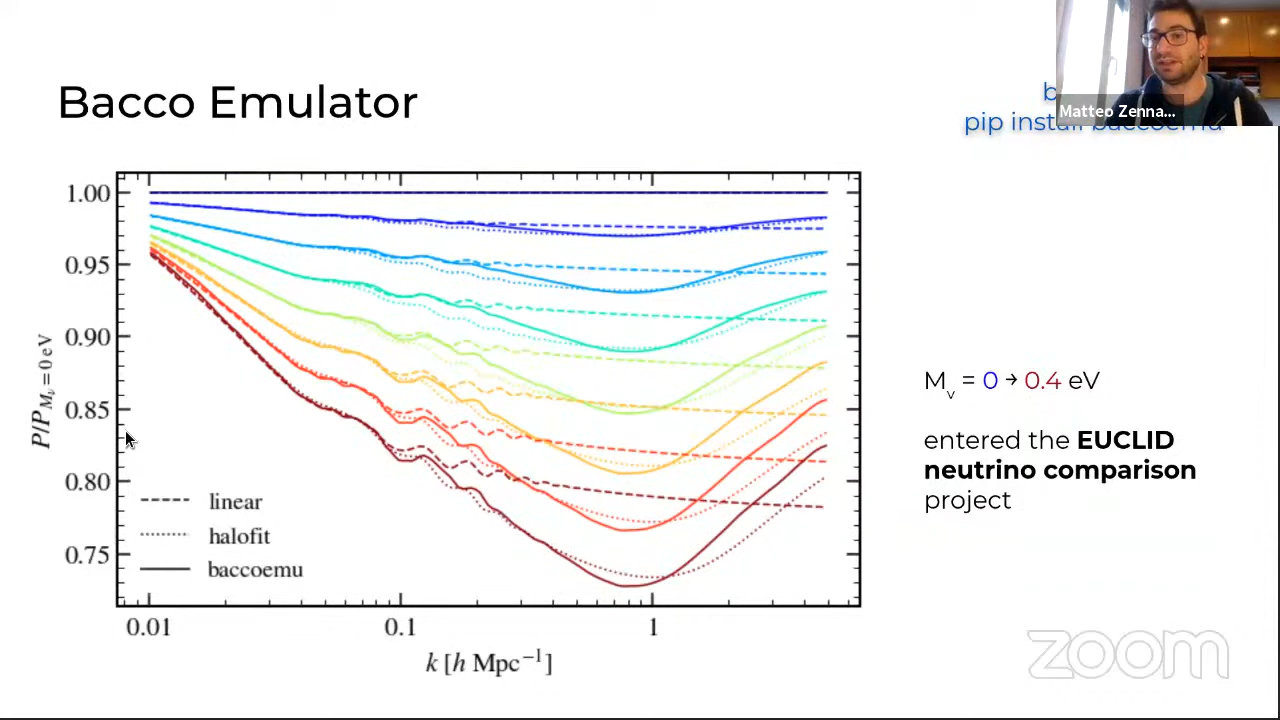 Bacco Emulator
pip install baccoemu
Matteo Zenna...
1.00
0.95
0.90
0.85
0.80
0.75
P/P_{M_ν = 0 eV}
linear
halofit
baccoemu
0.01
0.1
1
k [h Mpc⁻¹]
M_ν = 0 → 0.4 eV
entered the EUCLID
neutrino comparison
project
zoom